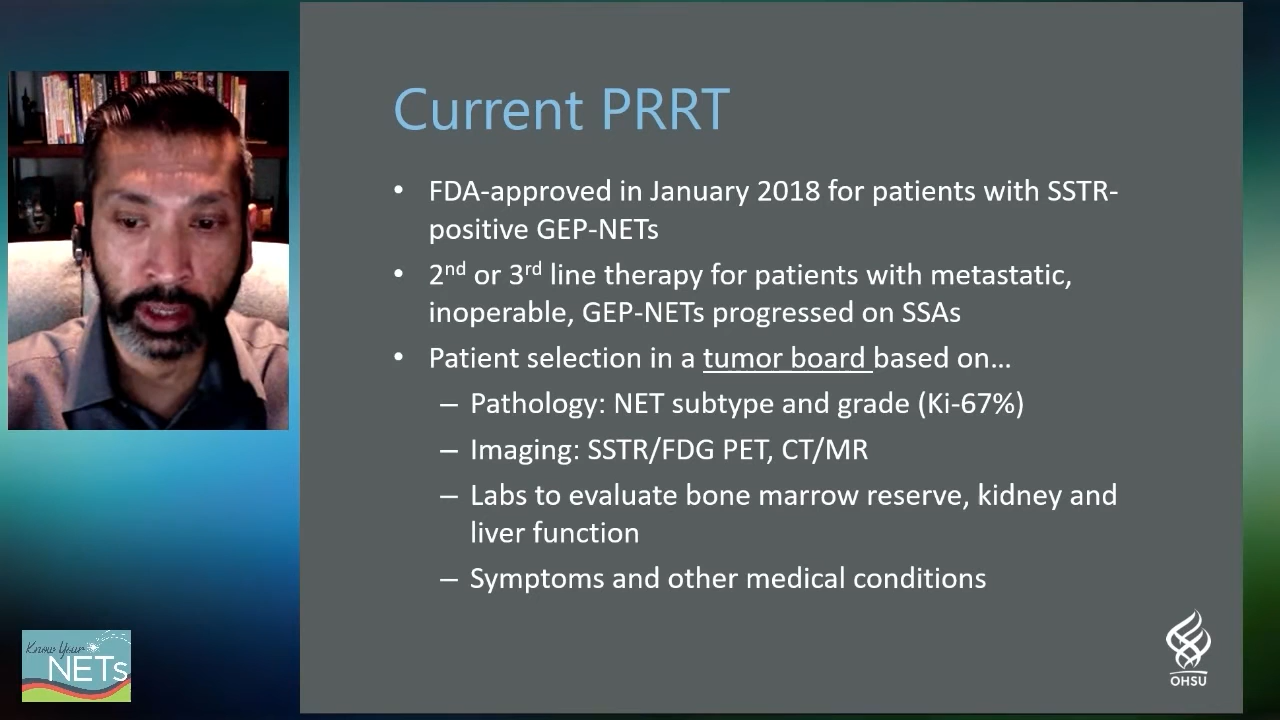 Current PRRT
• FDA-approved in January 2018 for patients with SSTR-
positive GEP-NETs
• 2nd or 3rd line therapy for patients with metastatic,
inoperable, GEP-NETs progressed on SSAs
• Patient selection in a tumor board based on…
– Pathology: NET subtype and grade (Ki-67%)
– Imaging: SSTR/FDG PET, CT/MR
– Labs to evaluate bone marrow reserve, kidney and
liver function
– Symptoms and other medical conditions
Know Your
NETs
OHSU